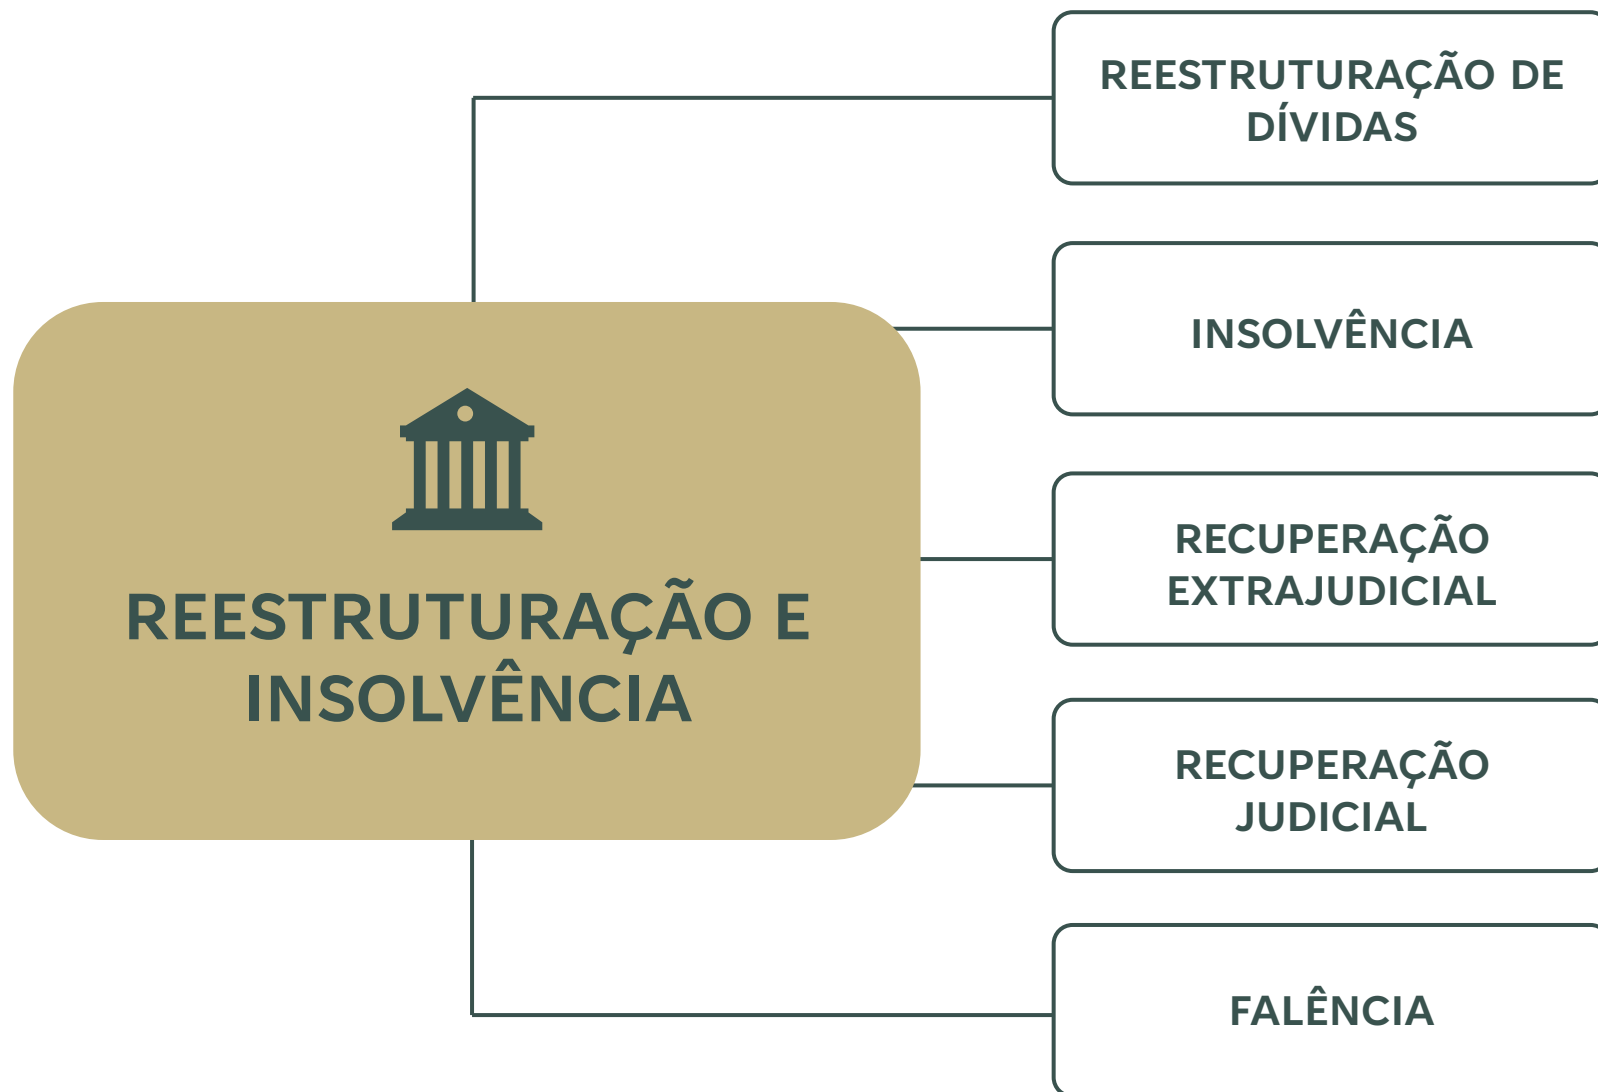 REESTRUTURAÇÃO DE
DÍVIDAS
INSOLVÊNCIA
RECUPERAÇÃO
EXTRAJUDICIAL
REESTRUTURAÇÃO E
INSOLVÊNCIA
RECUPERAÇÃO
JUDICIAL
FALÊNCIA